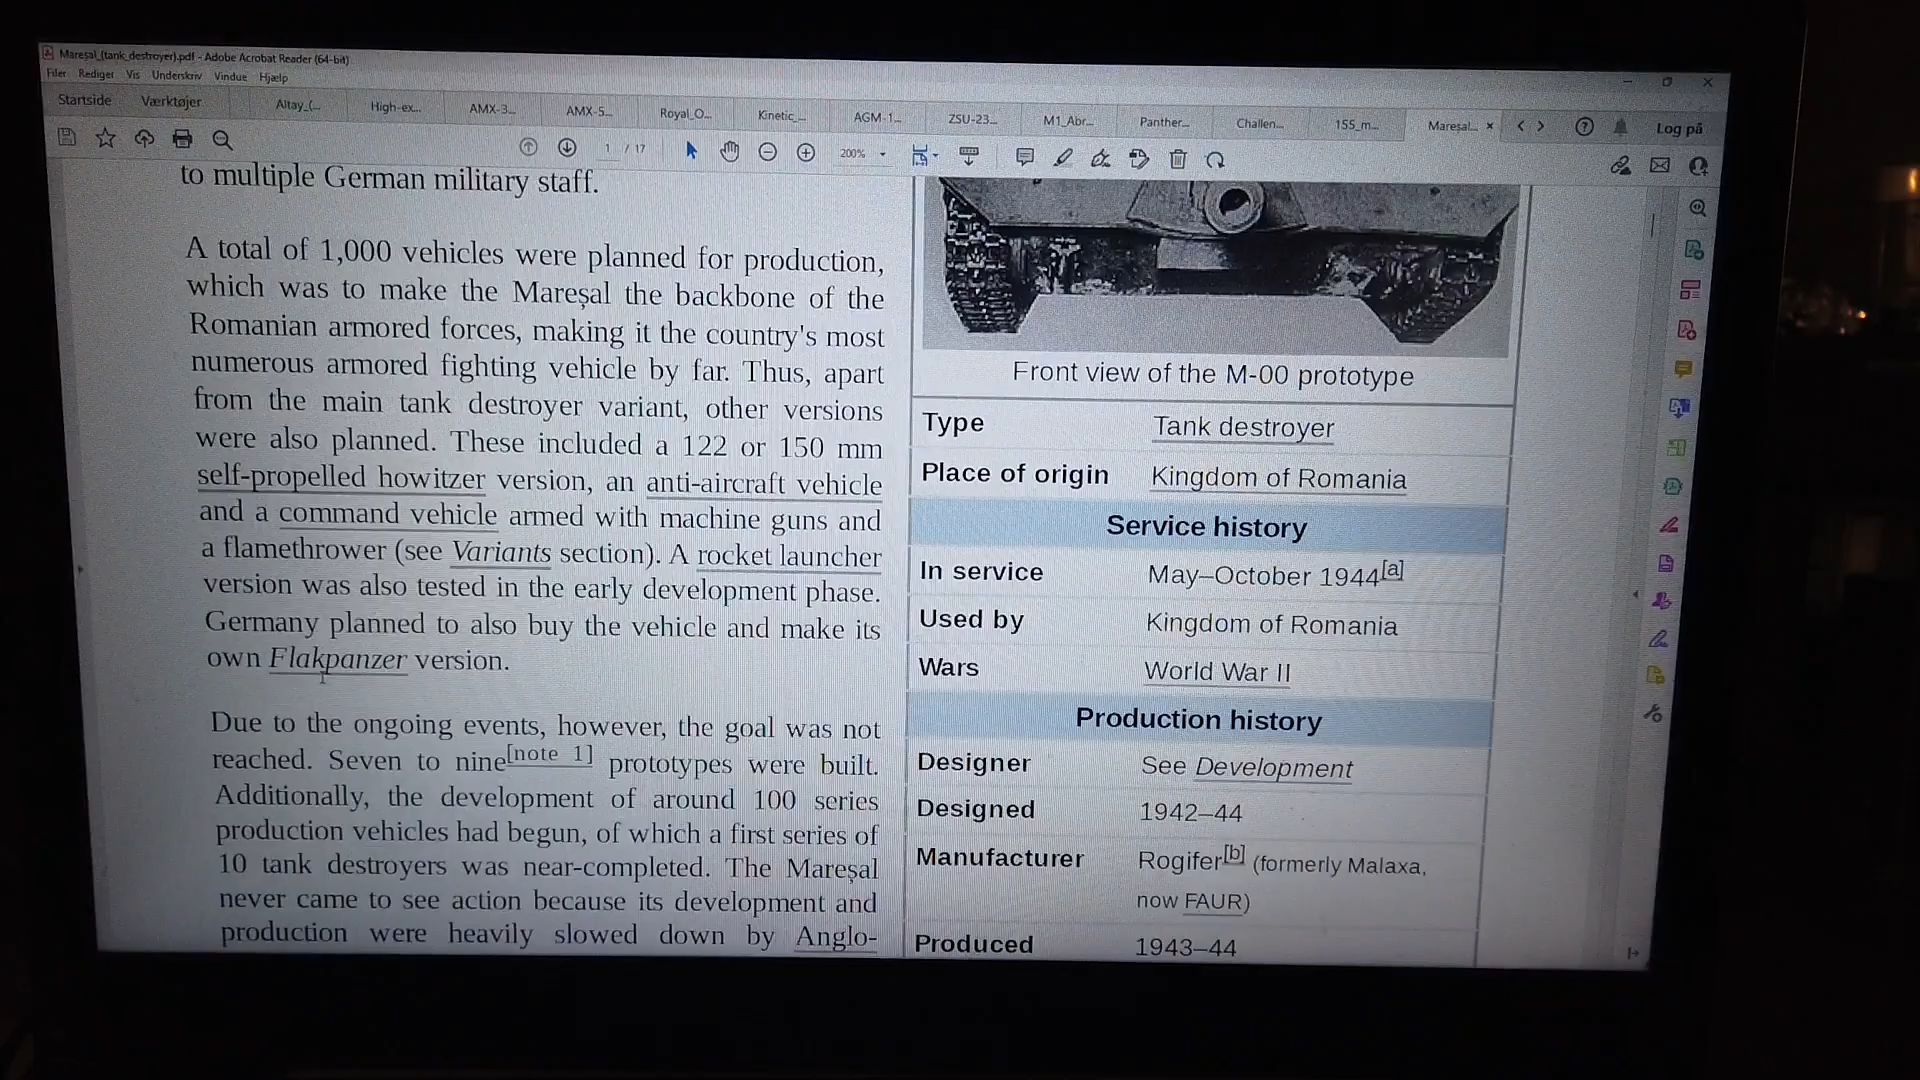 Mareșal_(tank_destroyer).pdf - Adobe Acrobat Reader (64-bit)
Filer Rediger Vis Underskriv Vindue Hjælp
Startside Værktøjer Altay_(... High-ex... AMX-3... AMX-5... Royal_O... Kinetic_... AGM-1... ZSU-23... M1_Abr... Panther... Challen... 155_m... Mareșal... × Log på
1 / 17 200%
to multiple German military staff.
A total of 1,000 vehicles were planned for production,
which was to make the Mareșal the backbone of the
Romanian armored forces, making it the country's most
numerous armored fighting vehicle by far. Thus, apart
from the main tank destroyer variant, other versions
were also planned. These included a 122 or 150 mm
self-propelled howitzer version, an anti-aircraft vehicle
and a command vehicle armed with machine guns and
a flamethrower (see Variants section). A rocket launcher
version was also tested in the early development phase.
Germany planned to also buy the vehicle and make its
own Flakpanzer version.
Due to the ongoing events, however, the goal was not
reached. Seven to nine[note 1] prototypes were built.
Additionally, the development of around 100 series
production vehicles had begun, of which a first series of
10 tank destroyers was near-completed. The Mareșal
never came to see action because its development and
production were heavily slowed down by Anglo-
Front view of the M-00 prototype
Type Tank destroyer
Place of origin Kingdom of Romania
Service history
In service May–October 1944[a]
Used by Kingdom of Romania
Wars World War II
Production history
Designer See Development
Designed 1942–44
Manufacturer Rogifer[b] (formerly Malaxa,
now FAUR)
Produced 1943–44